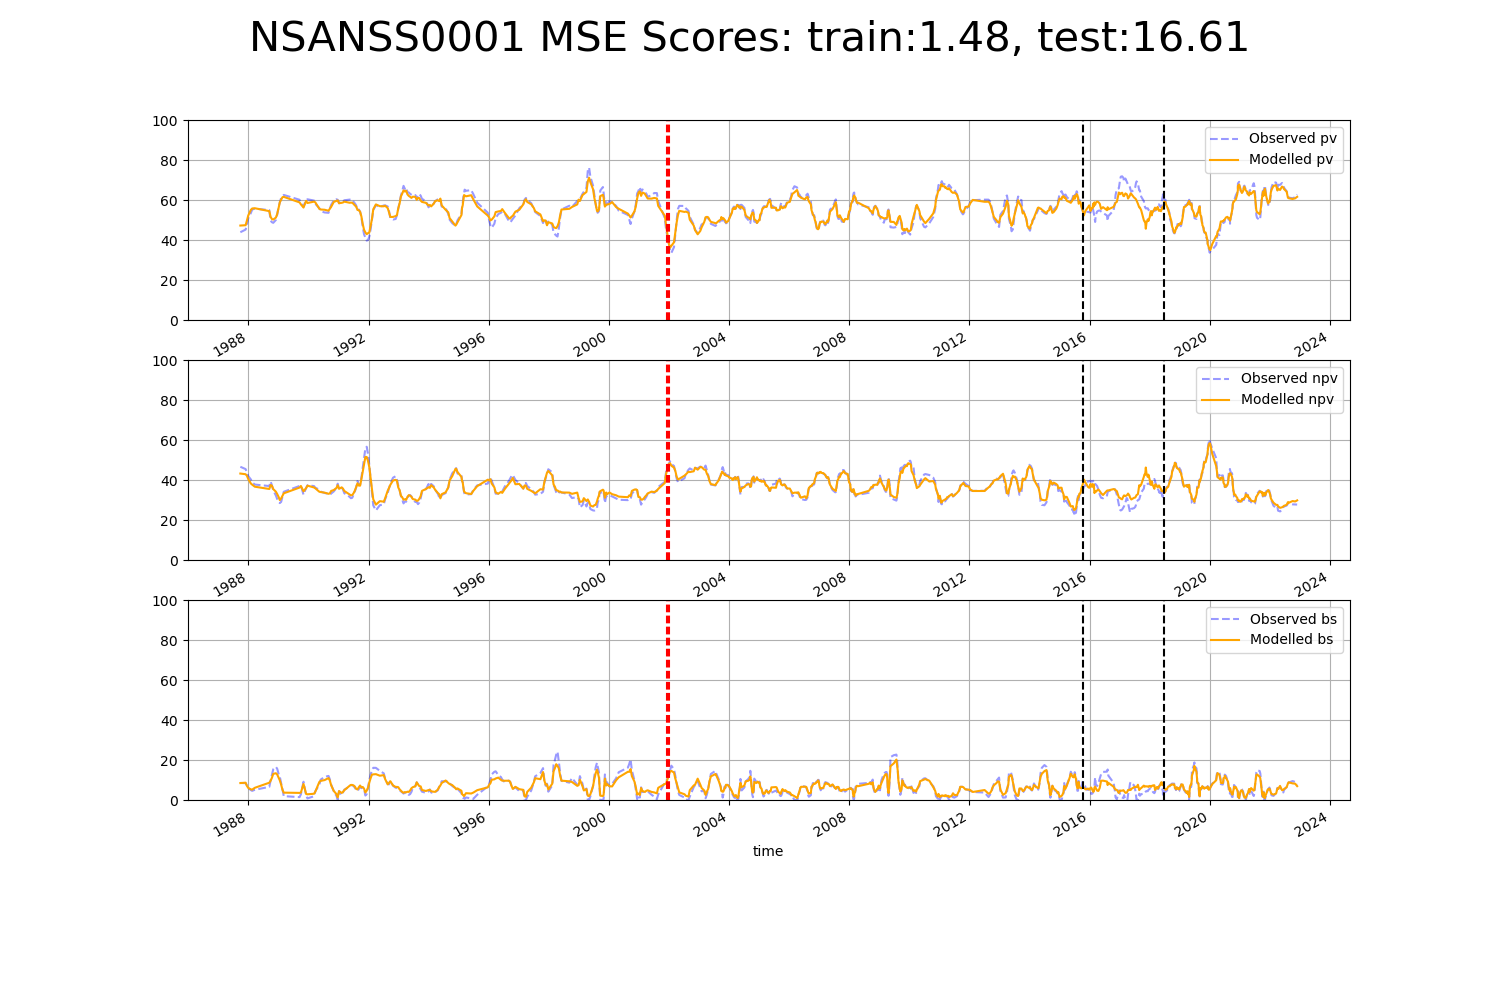 NSANSS0001 MSE Scores: train:1.48, test:16.61
100
80
60
40
20
0
Observed pv
Modelled pv
1988 1992 1996 2000 2004 2008 2012 2016 2020 2024
100
80
60
40
20
0
Observed npv
Modelled npv
1988 1992 1996 2000 2004 2008 2012 2016 2020 2024
100
80
60
40
20
0
Observed bs
Modelled bs
1988 1992 1996 2000 2004 2008 2012 2016 2020 2024
time